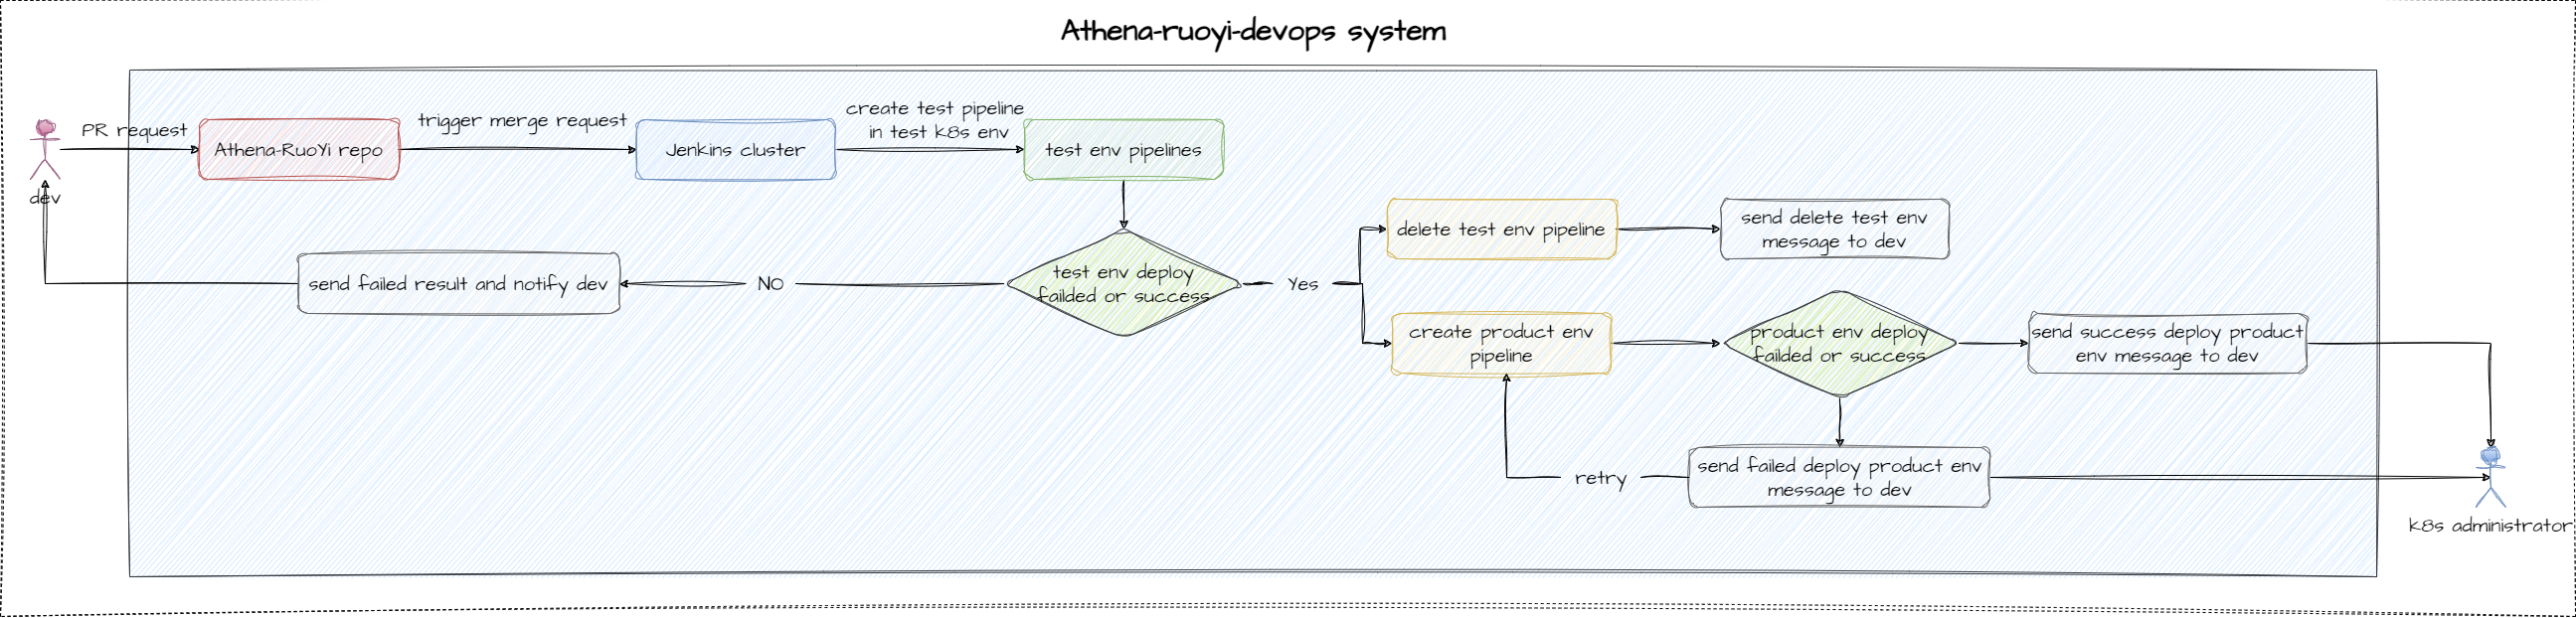 Athena-ruoyi-devops system
PR request
dev
Athena-RuoYi repo
trigger merge request
Jenkins cluster
create test pipeline
in test k8s env
test env pipelines
test env deploy
failded or success
NO
send failed result and notify dev
Yes
delete test env pipeline
send delete test env
message to dev
create product env
pipeline
product env deploy
failded or success
send success deploy product
env message to dev
retry
send failed deploy product env
message to dev
k8s administrator